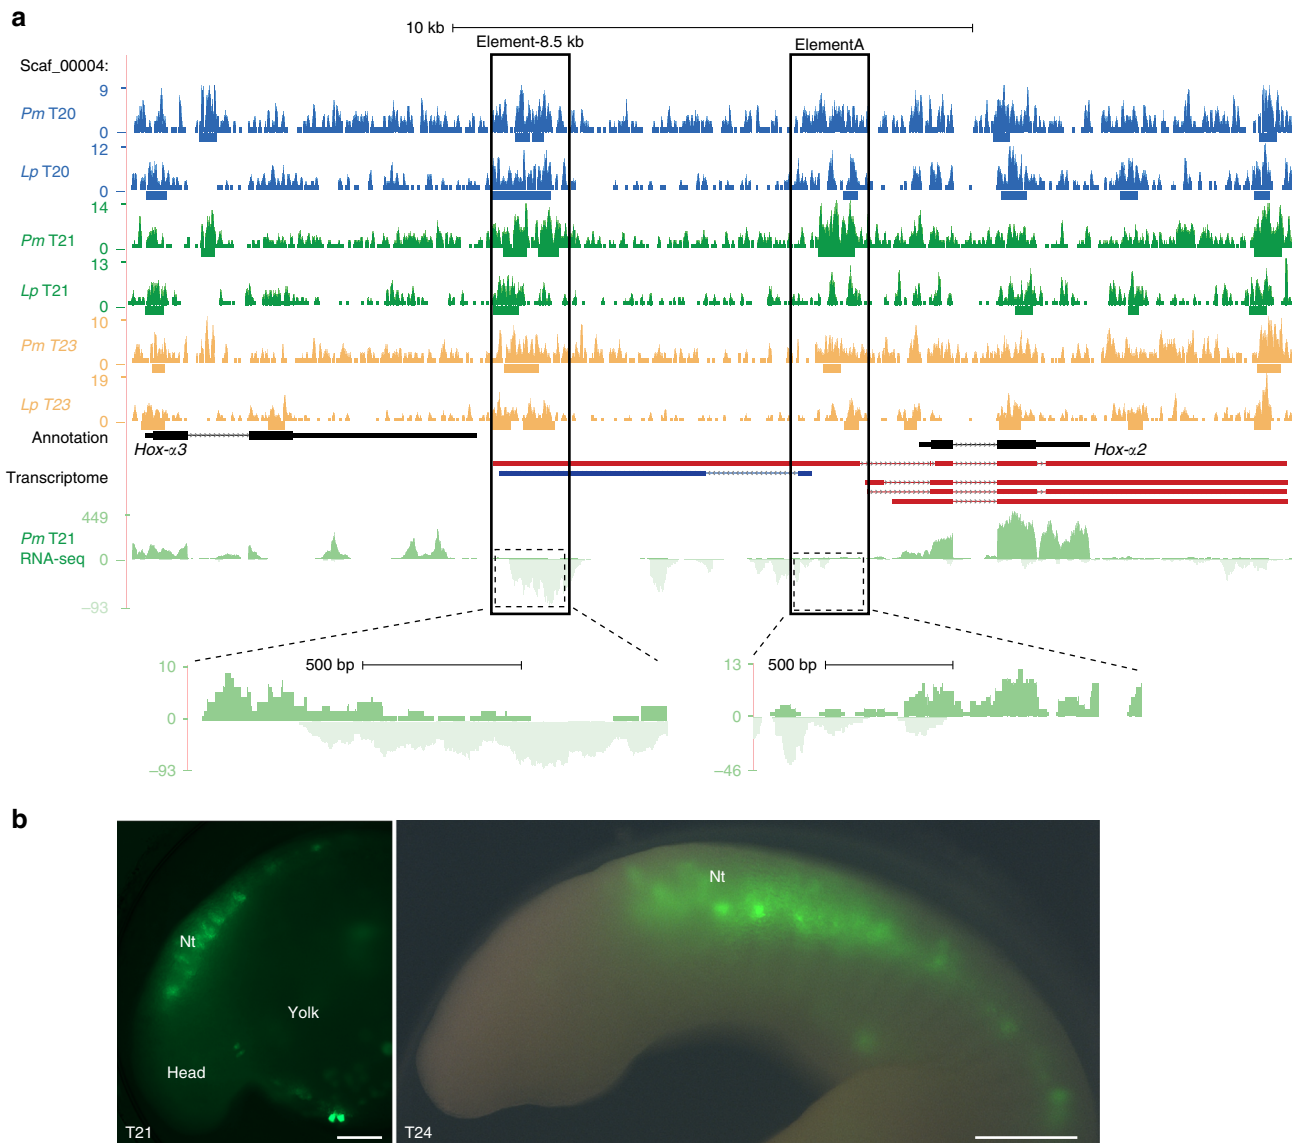 a
10 kb
Element-8.5 kb
ElementA
Scaf_00004:
9
Pm T20
0
12
Lp T20
0
14
Pm T21
0
13
Lp T21
0
10
Pm T23
0
19
Lp T23
0
Annotation
Hox-α3
Hox-α2
Transcriptome
449
Pm T21
RNA-seq
0
−93
10
500 bp
0
−93
13
500 bp
0
−46
b
Nt
Yolk
Head
T21
Nt
T24